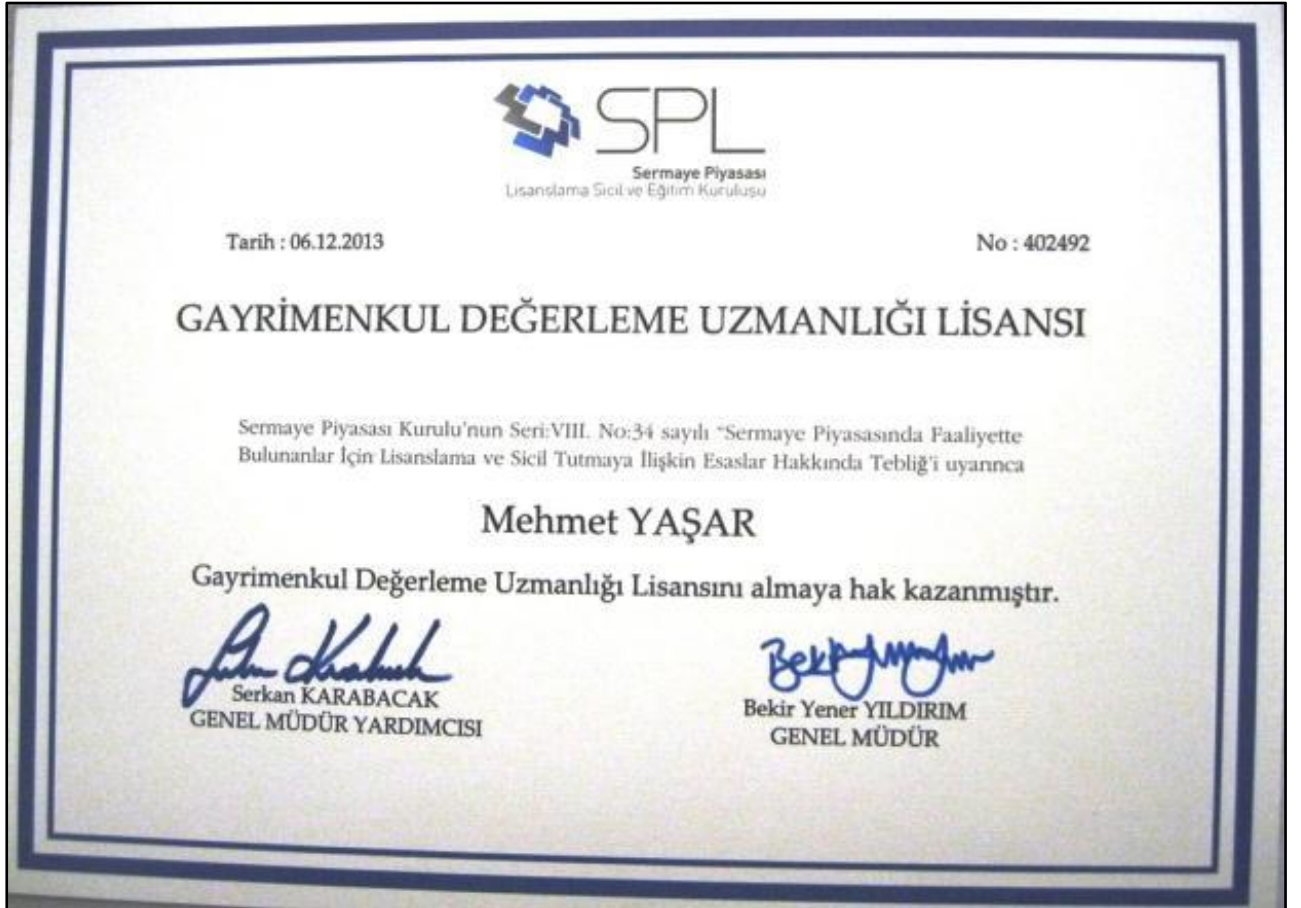 SPL
Sermaye Piyasası
Lisanslama Sicil ve Eğitim Kuruluşu
Tarih : 06.12.2013 No : 402492
GAYRİMENKUL DEĞERLEME UZMANLIĞI LİSANSI
Sermaye Piyasası Kurulu'nun Seri:VIII. No:34 sayılı "Sermaye Piyasasında Faaliyette
Bulunanlar İçin Lisanslama ve Sicil Tutmaya İlişkin Esaslar Hakkında Tebliğ'i uyarınca
Mehmet YAŞAR
Gayrimenkul Değerleme Uzmanlığı Lisansını almaya hak kazanmıştır.
Serkan KARABACAK
GENEL MÜDÜR YARDIMCISI
Bekir Yener YILDIRIM
GENEL MÜDÜR